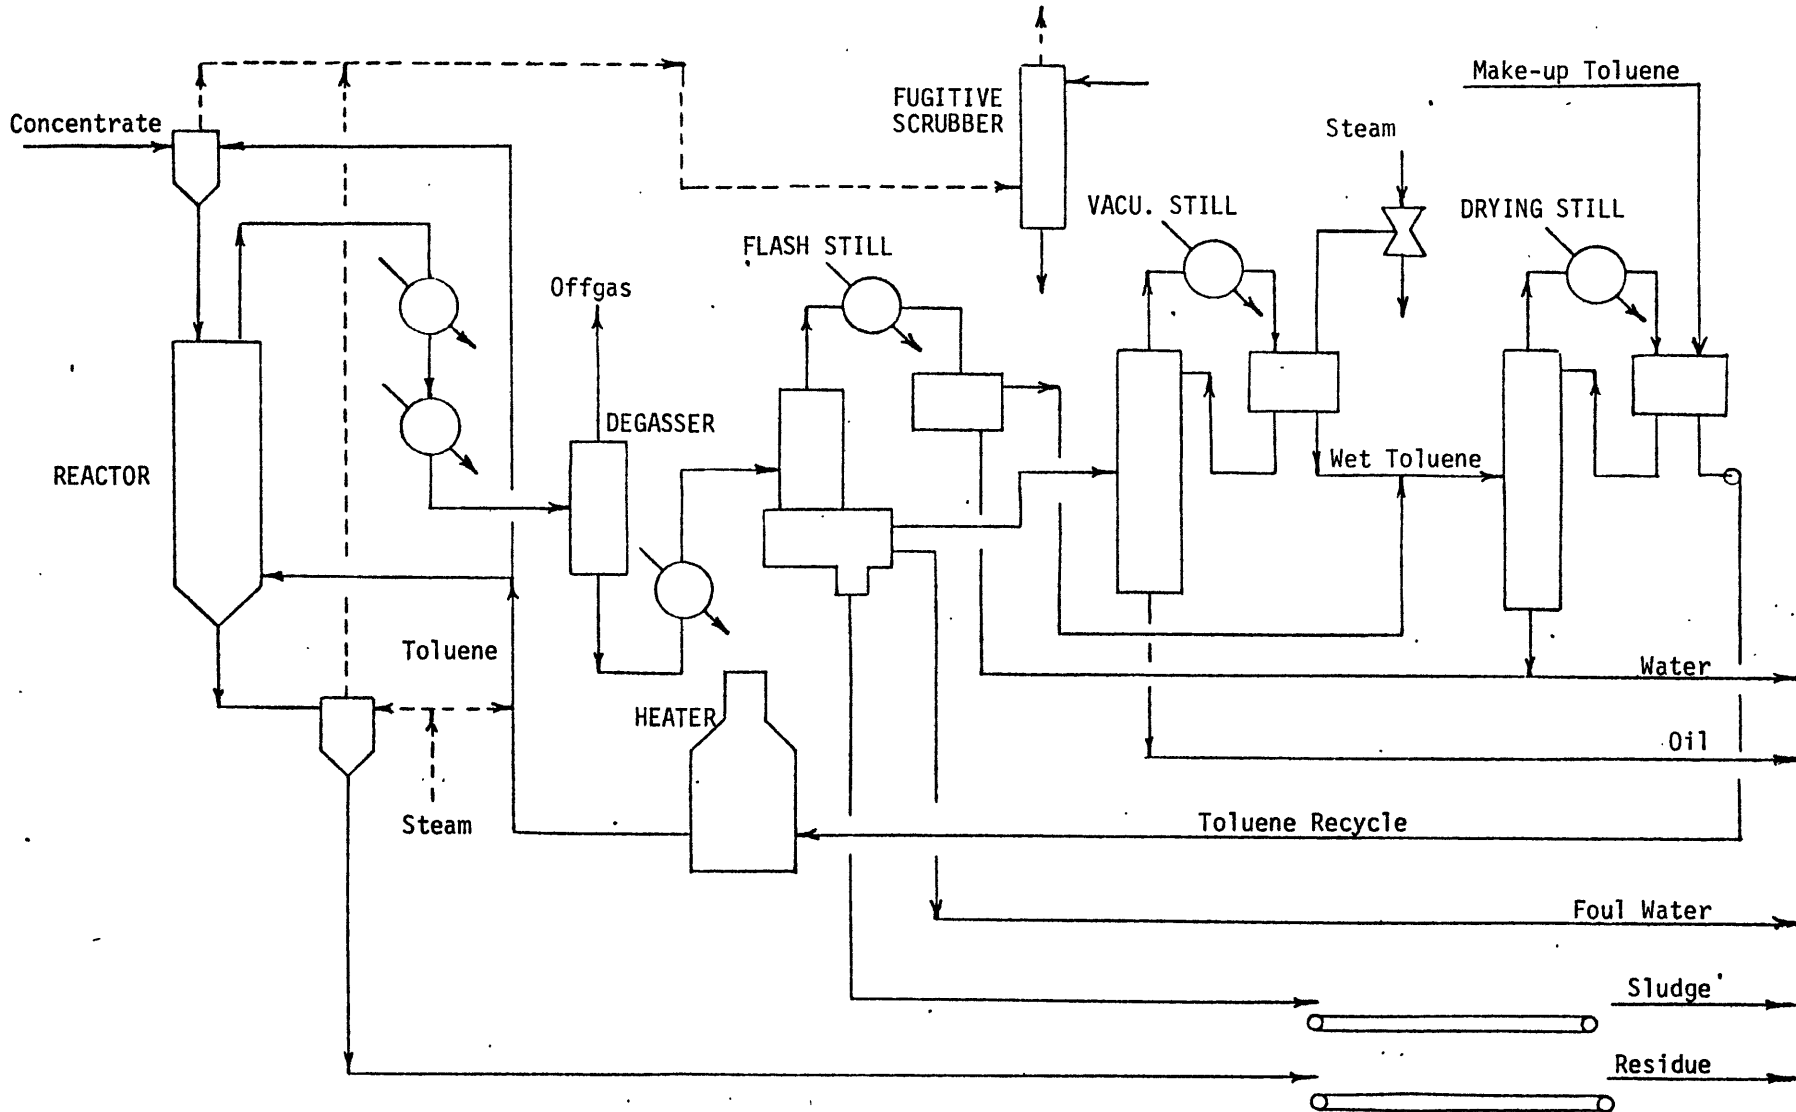 Make-up Toluene
FUGITIVE
SCRUBBER
Concentrate
Steam
VACU. STILL
DRYING STILL
FLASH STILL
Offgas
DEGASSER
Wet Toluene
REACTOR
Toluene
Water
HEATER
Oil
Steam
Toluene Recycle
Foul Water
Sludge
Residue